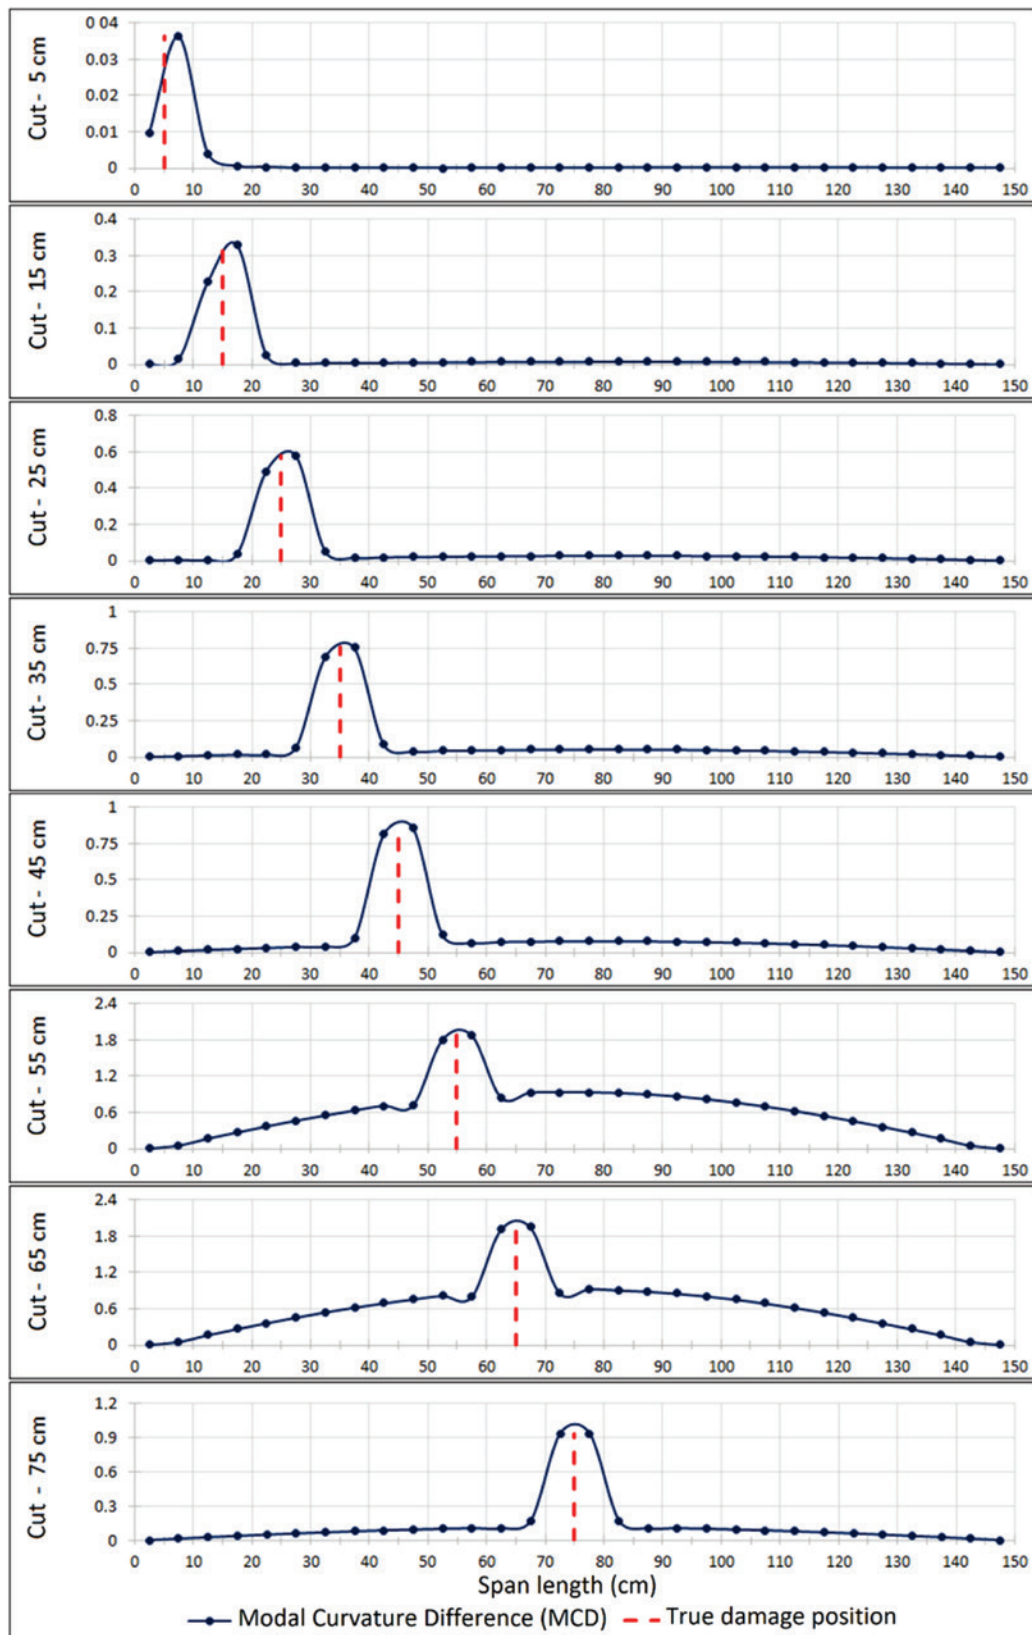 Cut - 5 cm
0 04
0.03
0.02
0.01
0
0 10 20 30 40 50 60 70 80 90 100 110 120 130 140 150
Cut - 15 cm
0.4
0.3
0.2
0.1
0
0 10 20 30 40 50 60 70 80 90 100 110 120 130 140 150
Cut - 25 cm
0.8
0.6
0.4
0.2
0
0 10 20 30 40 50 60 70 80 90 100 110 120 130 140 150
Cut - 35 cm
1
0.75
0.5
0.25
0
0 10 20 30 40 50 60 70 80 90 100 110 120 130 140 150
Cut - 45 cm
1
0.75
0.5
0.25
0
0 10 20 30 40 50 60 70 80 90 100 110 120 130 140 150
Cut - 55 cm
2.4
1.8
1.2
0.6
0
0 10 20 30 40 50 60 70 80 90 100 110 120 130 140 150
Cut - 65 cm
2.4
1.8
1.2
0.6
0
0 10 20 30 40 50 60 70 80 90 100 110 120 130 140 150
Cut - 75 cm
1.2
0.9
0.6
0.3
0
0 10 20 30 40 50 60 70 80 90 100 110 120 130 140 150
Span length (cm)
Modal Curvature Difference (MCD) True damage position